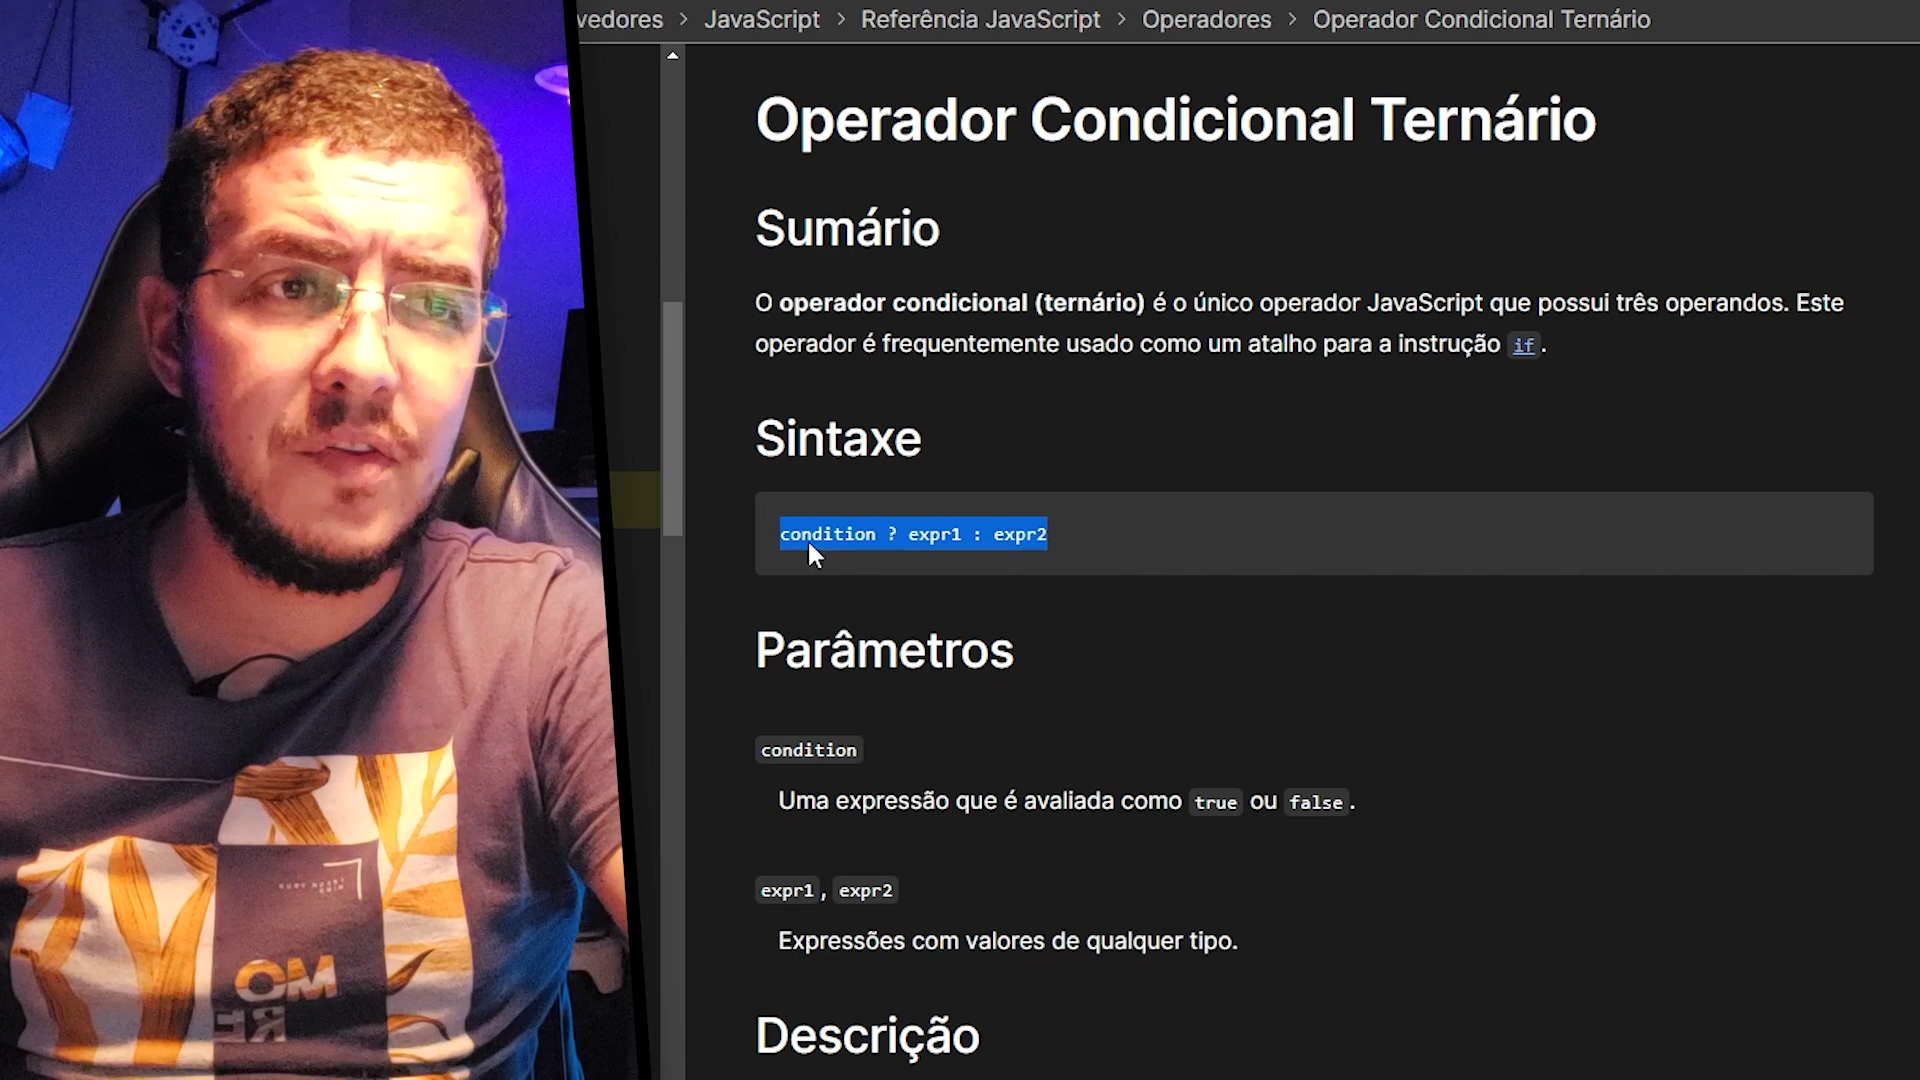 vedores > JavaScript > Referência JavaScript > Operadores > Operador Condicional Ternário
Operador Condicional Ternário
Sumário
O operador condicional (ternário) é o único operador JavaScript que possui três operandos. Este
operador é frequentemente usado como um atalho para a instrução if.
Sintaxe
condition ? expr1 : expr2
Parâmetros
condition
Uma expressão que é avaliada como true ou false.
expr1, expr2
Expressões com valores de qualquer tipo.
Descrição
MO
RE